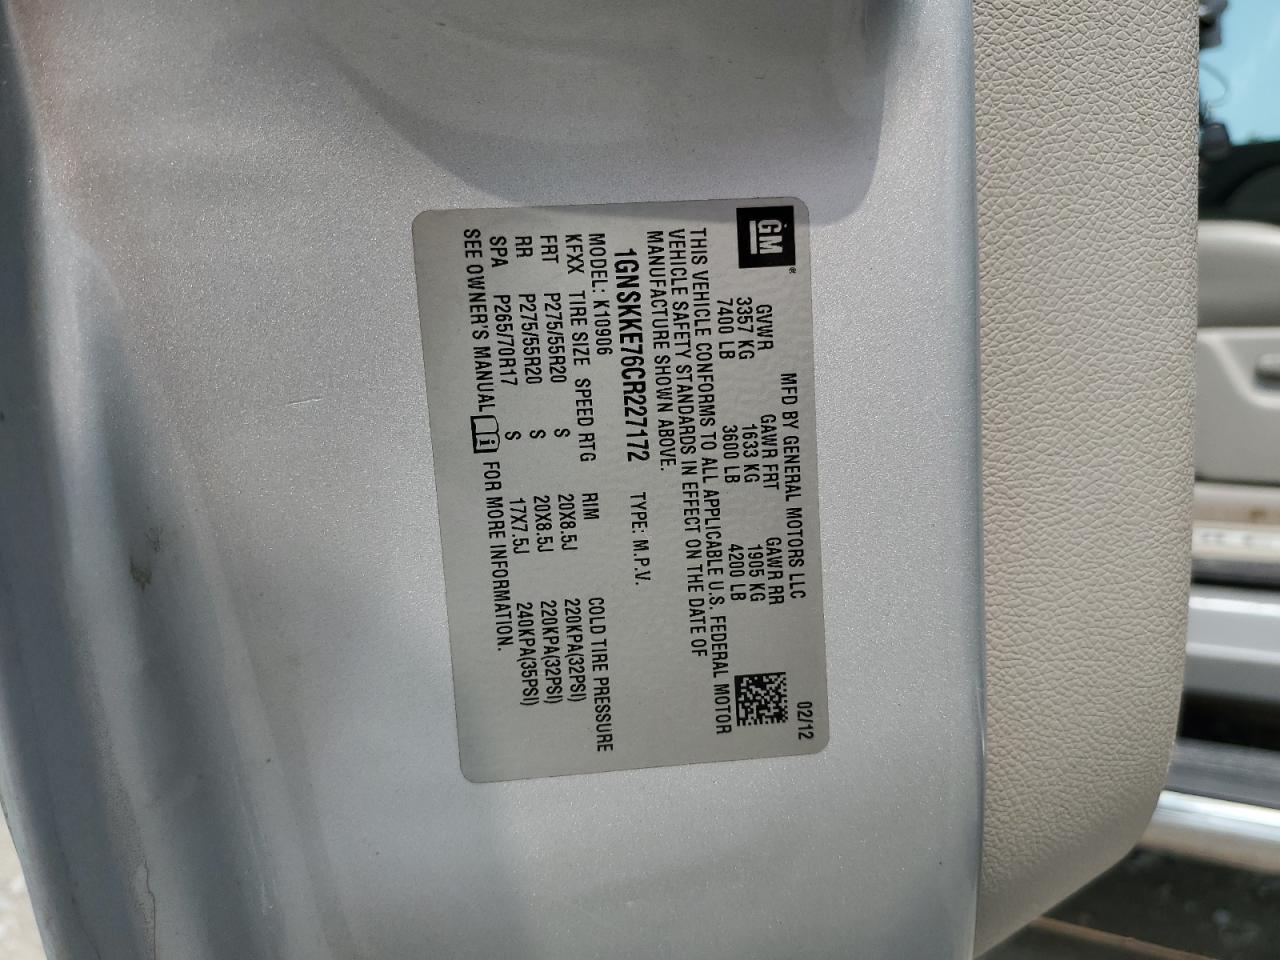 GM®
MFD BY GENERAL MOTORS LLC 02/12
GVWR GAWR FRT GAWR RR
3357 KG 1633 KG 1905 KG
7400 LB 3600 LB 4200 LB
THIS VEHICLE CONFORMS TO ALL APPLICABLE U.S. FEDERAL MOTOR
VEHICLE SAFETY STANDARDS IN EFFECT ON THE DATE OF
MANUFACTURE SHOWN ABOVE.
1GNSKKE76CR227172 TYPE: M.P.V.
MODEL: K10906
KFXX TIRE SIZE SPEED RTG RIM COLD TIRE PRESSURE
FRT P275/55R20 S 20X8.5J 220KPA(32PSI)
RR P275/55R20 S 20X8.5J 220KPA(32PSI)
SPA P265/70R17 S 17X7.5J 240KPA(35PSI)
SEE OWNER'S MANUAL i FOR MORE INFORMATION.